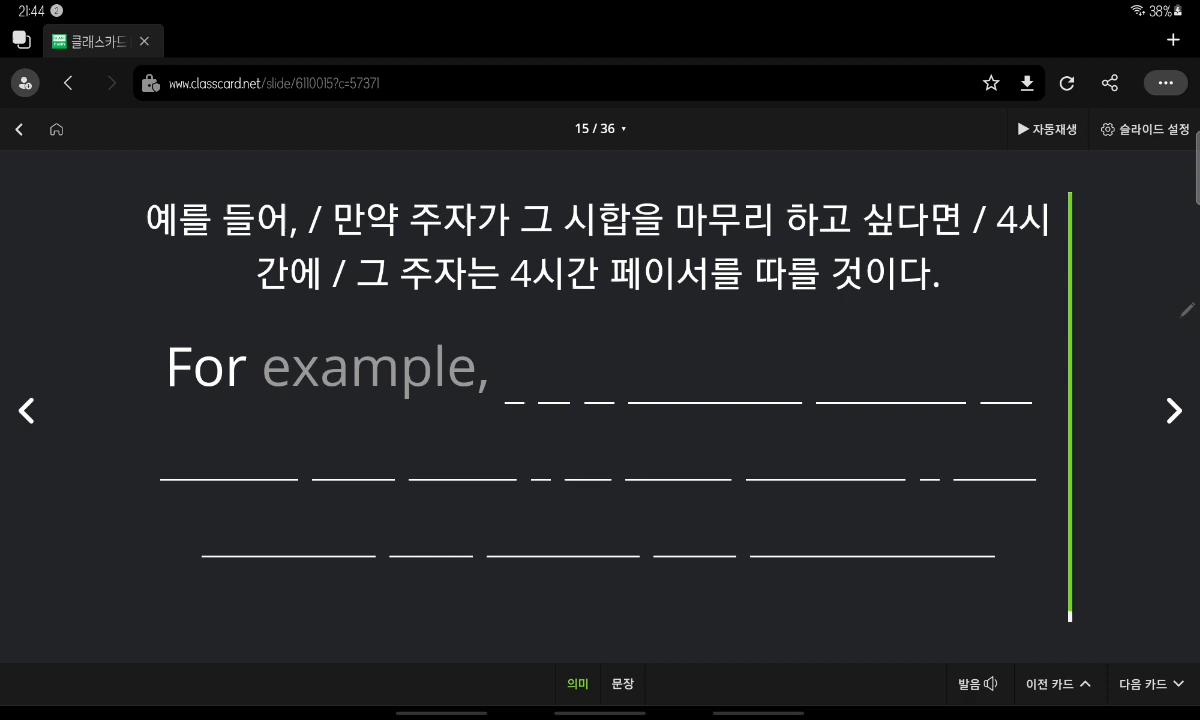 21:44 2 38%
클래스카드
www.classcard.net/slide/6110015?c=57371
15 / 36 자동재생 슬라이드 설정
예를 들어, / 만약 주자가 그 시합을 마무리 하고 싶다면 / 4시
간에 / 그 주자는 4시간 페이서를 따를 것이다.
For example,
의미 문장 발음 이전 카드 다음 카드